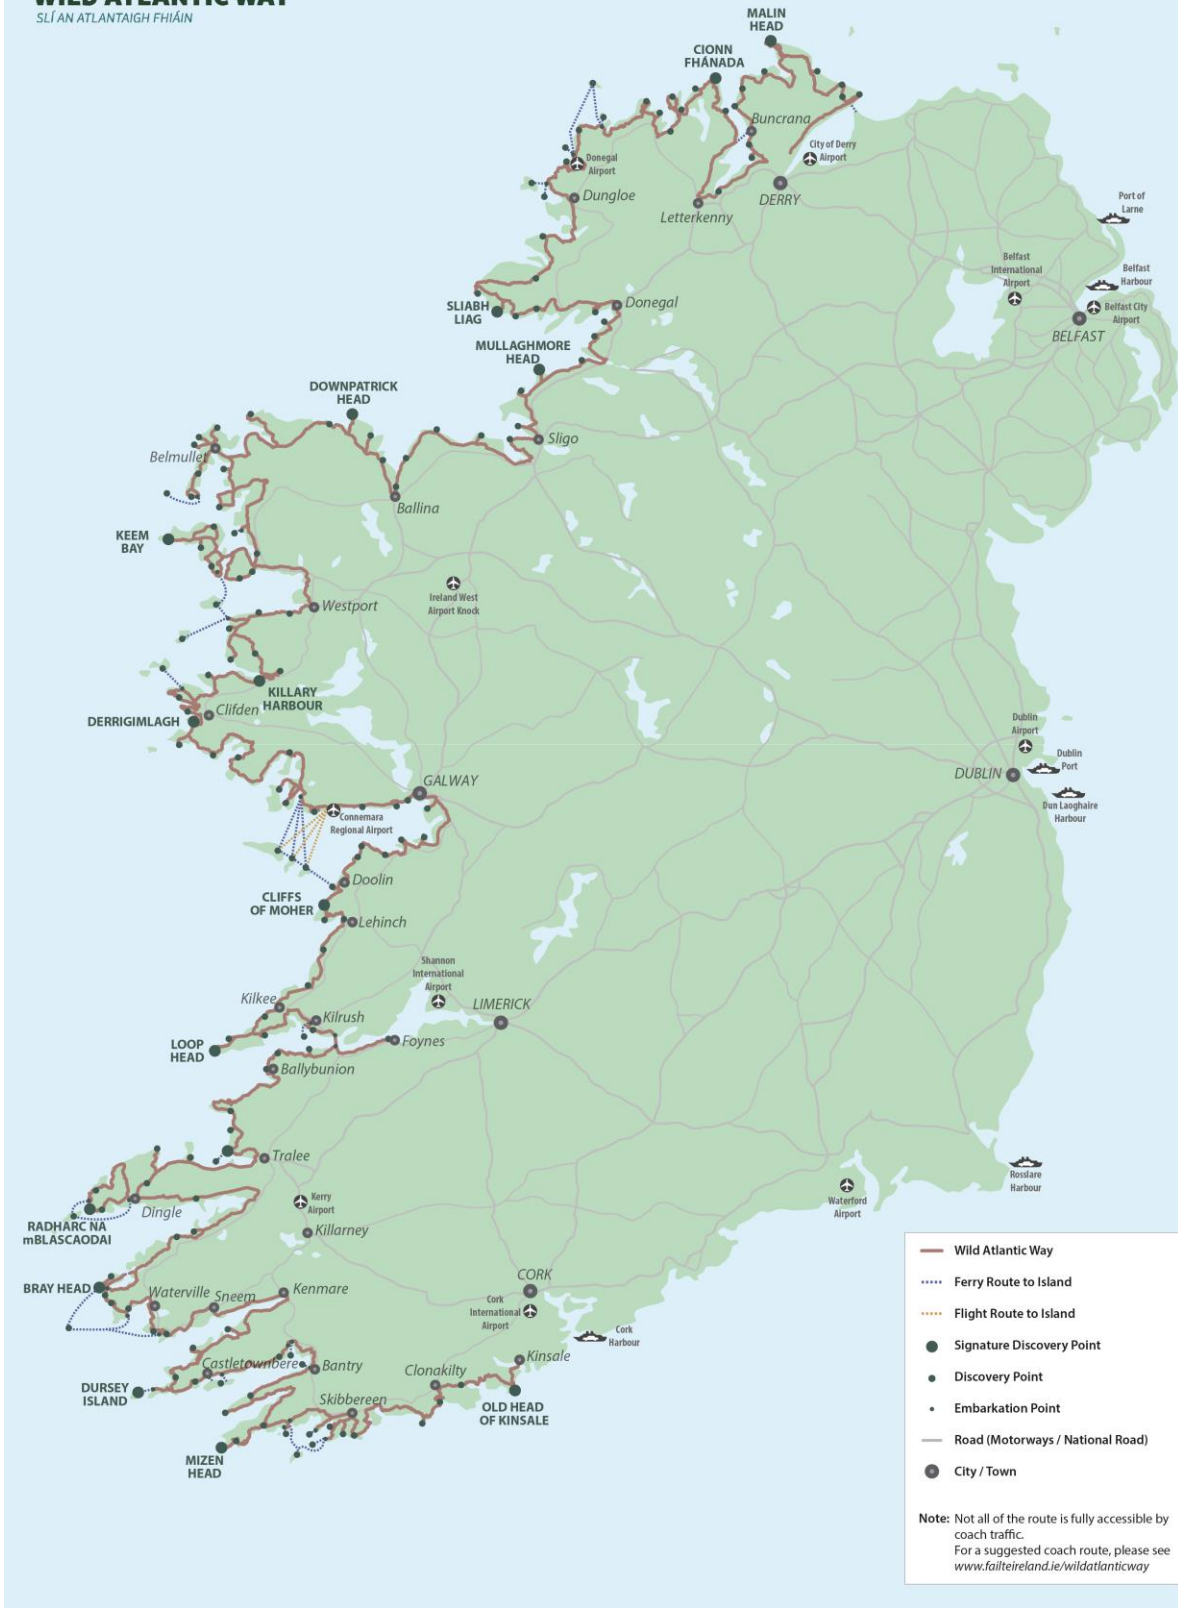 WILD ATLANTIC WAY
SLÍ AN ATLANTAIGH FHIÁIN
MALIN
HEAD
CIONN
FHÁNADA
Buncrana
City of Derry
Airport
Donegal
Airport
DERRY
Dungloe
Letterkenny
Port of
Larne
Belfast
International
Airport
Belfast
Harbour
Belfast City
Airport
BELFAST
SLIABH
LIAG
Donegal
MULLAGHMORE
HEAD
DOWNPATRICK
HEAD
Sligo
Belmullet
Ballina
KEEM
BAY
Ireland West
Airport Knock
Westport
KILLARY
HARBOUR
Clifden
DERRIGIMLAGH
Dublin
Airport
Dublin
Port
DUBLIN
Dun Laoghaire
Harbour
GALWAY
Connemara
Regional Airport
Doolin
CLIFFS
OF MOHER
Lehinch
Shannon
International
Airport
Kilkee
LIMERICK
Kilrush
Foynes
LOOP
HEAD
Ballybunion
Tralee
Rosslare
Harbour
Kerry
Airport
Waterford
Airport
Dingle
RADHARC NA
mBLASCAODAI
Killarney
BRAY HEAD
Waterville
Sneem
Kenmare
CORK
Cork
International
Airport
Cork
Harbour
Castletownbere
Bantry
Clonakilty
Kinsale
DURSEY
ISLAND
Skibbereen
OLD HEAD
OF KINSALE
MIZEN
HEAD
Wild Atlantic Way
Ferry Route to Island
Flight Route to Island
Signature Discovery Point
Discovery Point
Embarkation Point
Road (Motorways / National Road)
City / Town
Note: Not all of the route is fully accessible by
coach traffic.
For a suggested coach route, please see
www.failteireland.ie/wildatlanticway